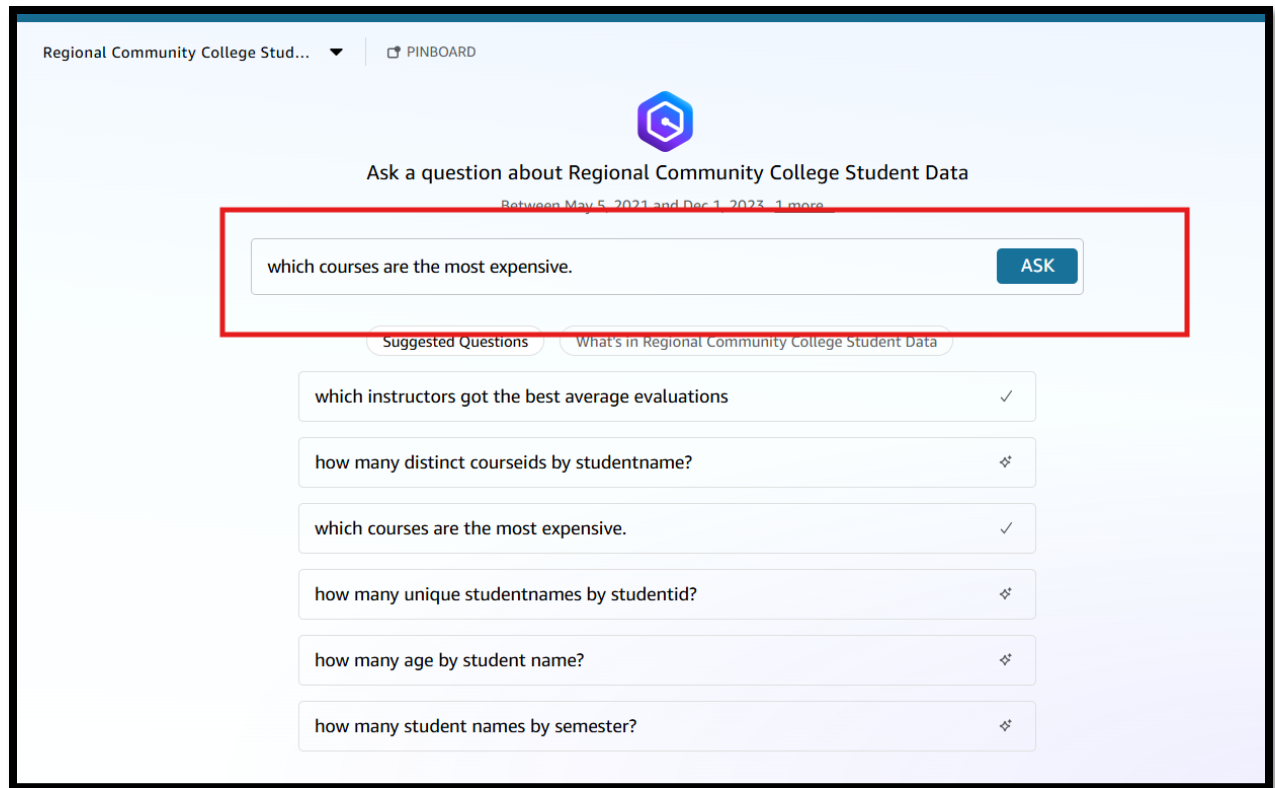 Regional Community College Stud...
PINBOARD
Ask a question about Regional Community College Student Data
Between May 5, 2021 and Dec 1, 2023 1 more
which courses are the most expensive.
ASK
Suggested Questions
What's in Regional Community College Student Data
which instructors got the best average evaluations
how many distinct courseids by studentname?
which courses are the most expensive.
how many unique studentnames by studentid?
how many age by student name?
how many student names by semester?